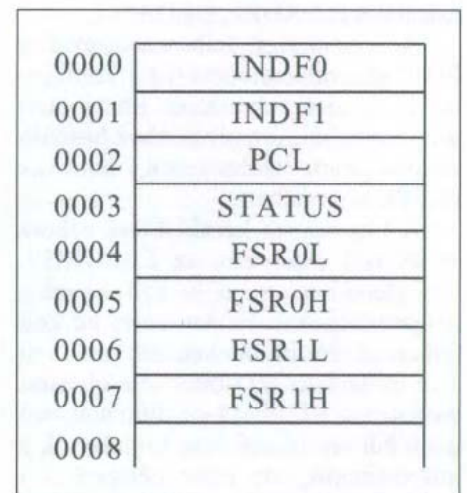 0000 INDF0
0001 INDF1
0002 PCL
0003 STATUS
0004 FSR0L
0005 FSR0H
0006 FSR1L
0007 FSR1H
0008